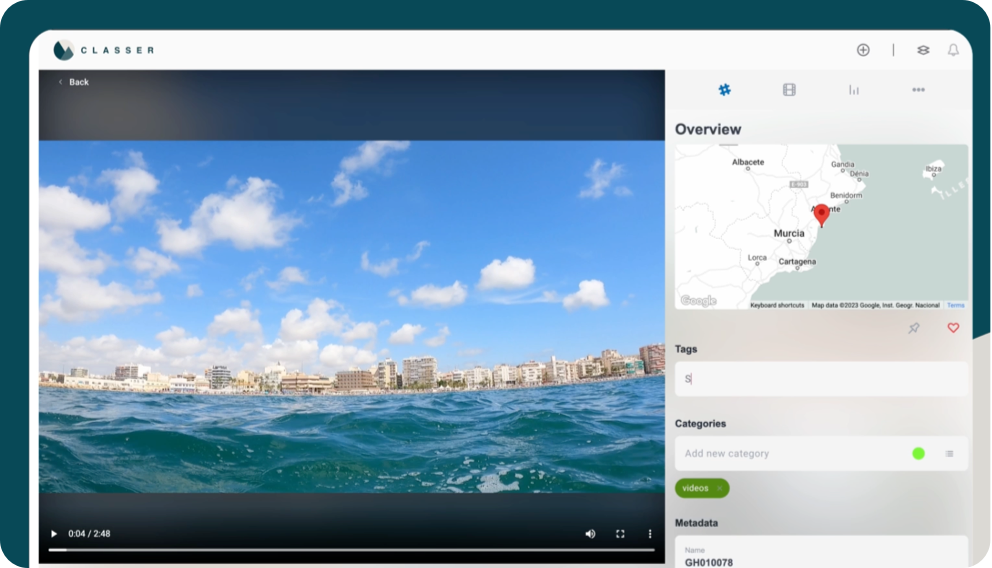 CLASSER
Back
Overview
Albacete
Gandia
Dénia
Ibiza
Benidorm
Murcia
Lorca
Cartagena
Google
Keyboard shortcuts
Map data ©2023 Google, Inst. Geogr. Nacional
Terms
Tags
S
Categories
Add new category
videos
0:04 / 2:48
Metadata
Name
GH010078